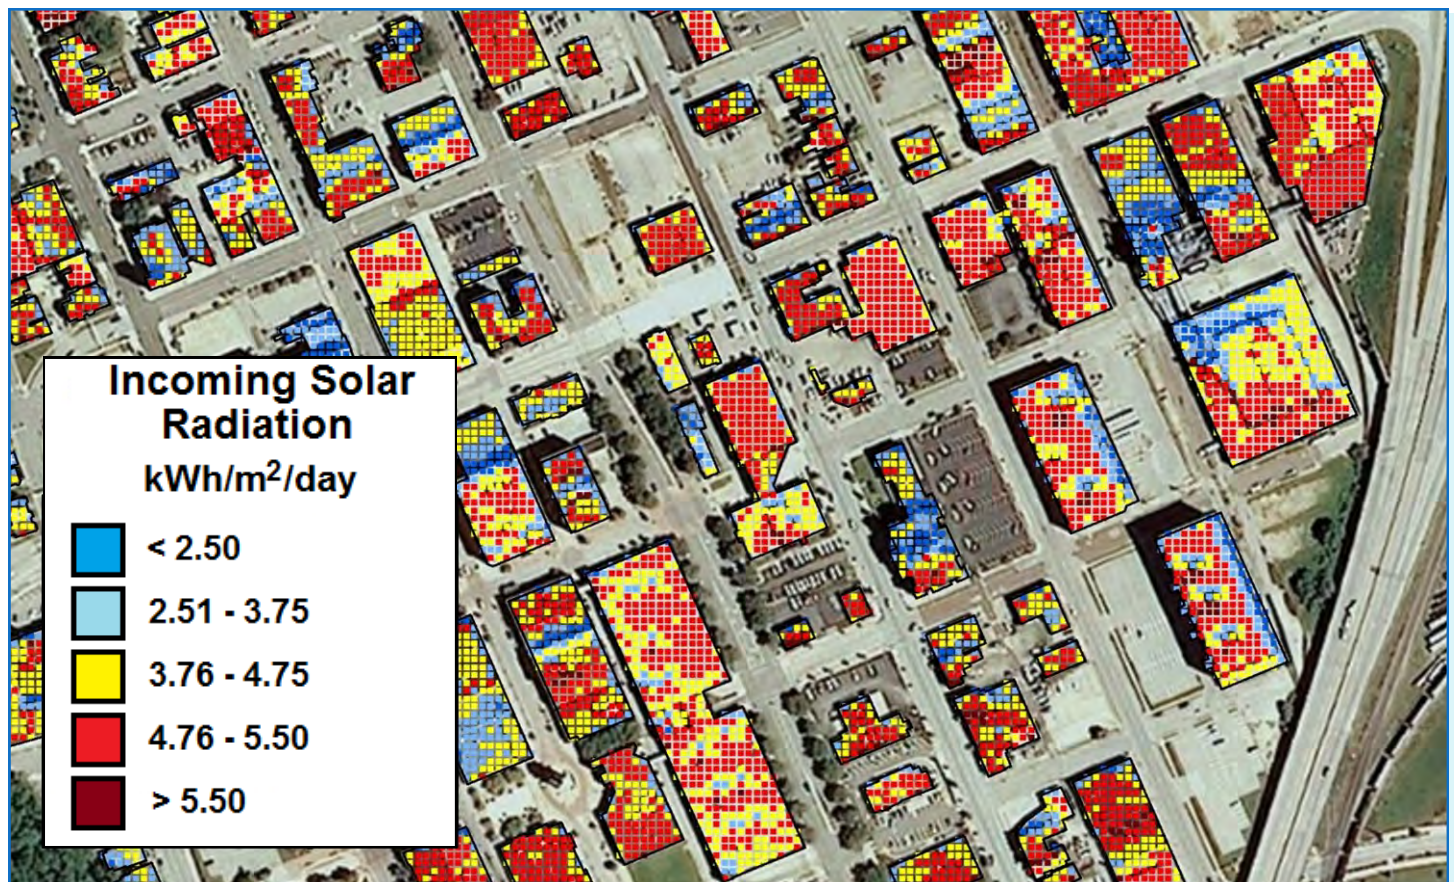 Incoming Solar
Radiation
kWh/m²/day
< 2.50
2.51 - 3.75
3.76 - 4.75
4.76 - 5.50
> 5.50